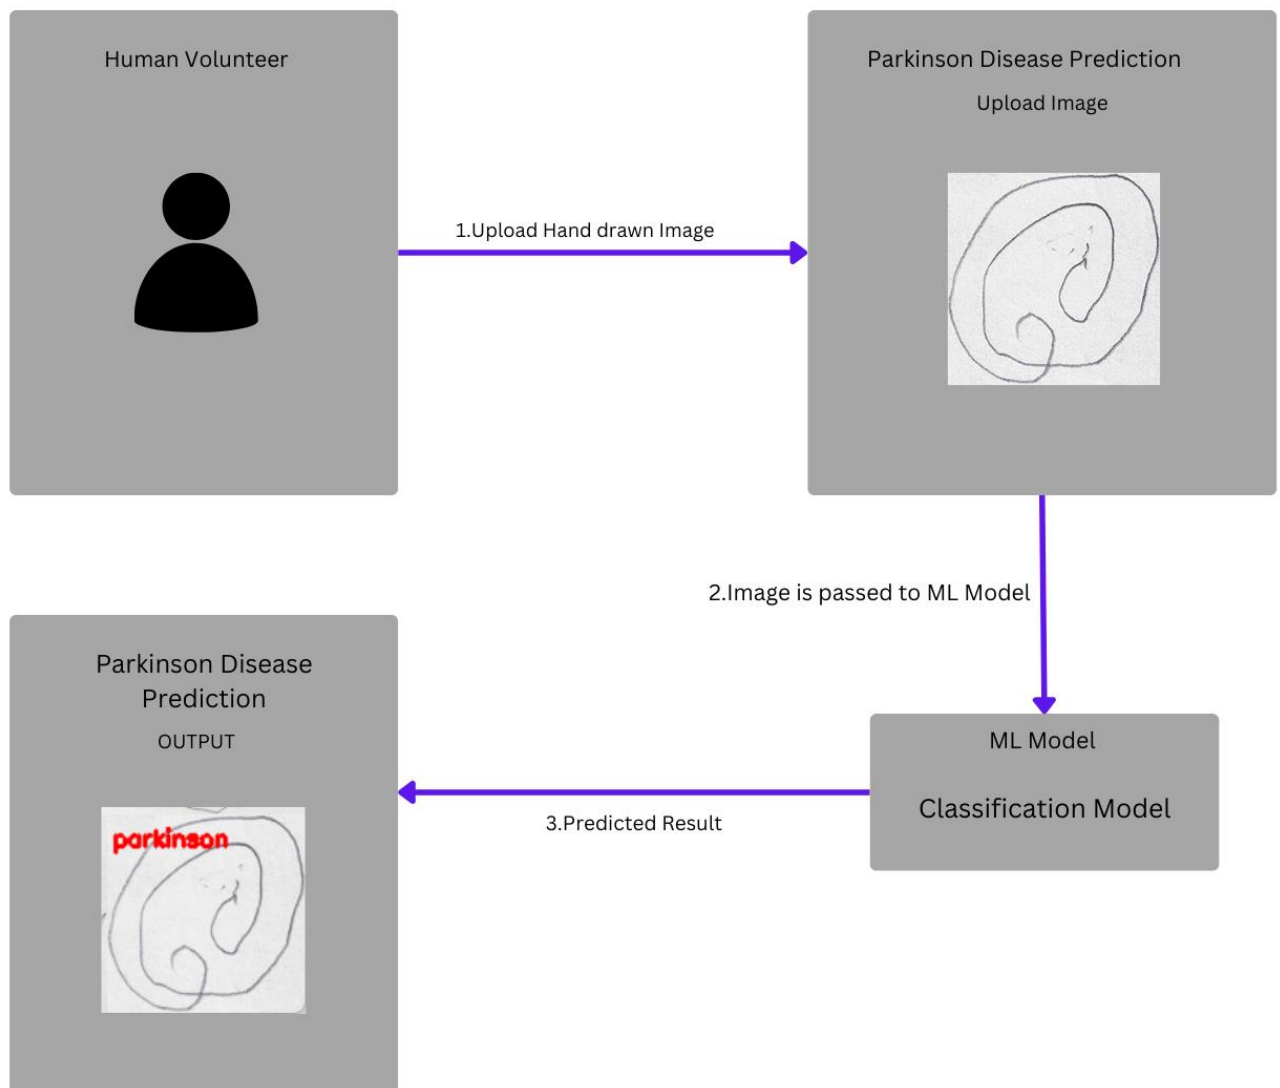 Human Volunteer
Parkinson Disease Prediction
Upload Image
1.Upload Hand drawn Image
2.Image is passed to ML Model
ML Model
Classification Model
3.Predicted Result
Parkinson Disease
Prediction
OUTPUT
parkinson